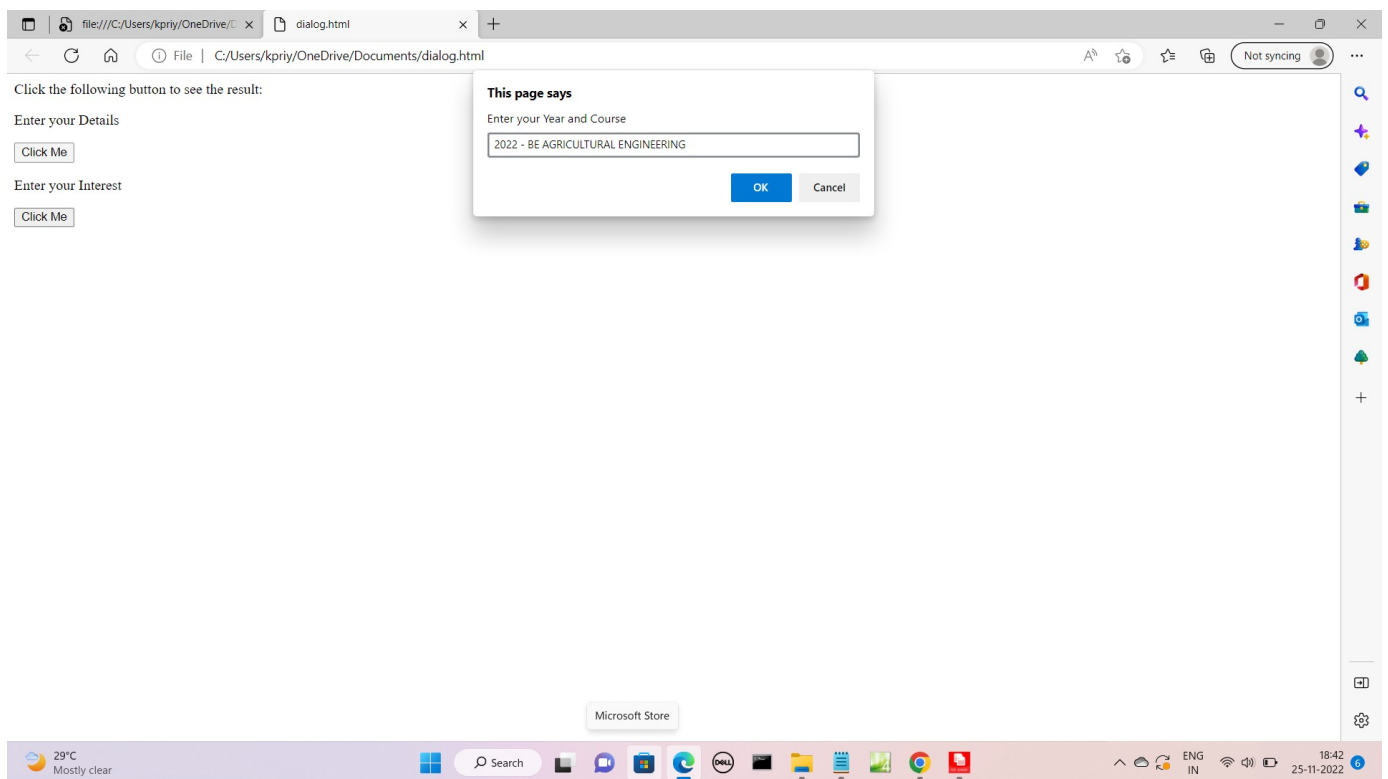 file:///C:/Users/kpriy/OneDrive/D
dialog.html
File | C:/Users/kpriy/OneDrive/Documents/dialog.html
Not syncing
Click the following button to see the result:
Enter your Details
Click Me
Enter your Interest
Click Me
This page says
Enter your Year and Course
2022 - BE AGRICULTURAL ENGINEERING
OK Cancel
Microsoft Store
29°C
Mostly clear
Search
DELL
ENG
IN
18:42
25-11-2022
6